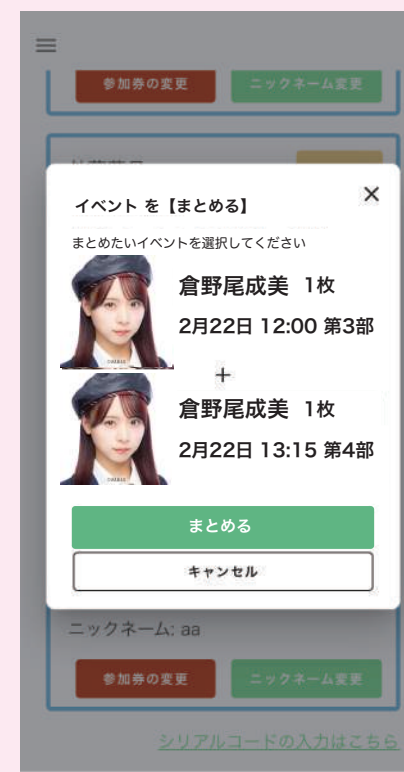 参加券の変更 ニックネーム変更
イベント を【まとめる】 ×
まとめたいイベントを選択してください
倉野尾成美 1枚
2月22日 12:00 第3部
+
倉野尾成美 1枚
2月22日 13:15 第4部
まとめる
キャンセル
ニックネーム: aa
参加券の変更 ニックネーム変更
シリアルコードの入力はこちら